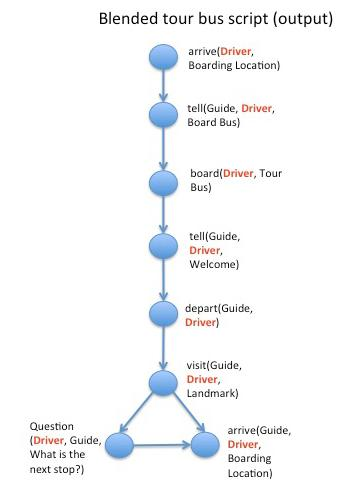 Blended tour bus script (output)
arrive(Driver,
Boarding Location)
tell(Guide, Driver,
Board Bus)
board(Driver, Tour
Bus)
tell(Guide,
Driver,
Welcome)
depart(Guide,
Driver)
visit(Guide,
Driver,
Landmark)
Question
(Driver, Guide,
What is the
next stop?)
arrive(Guide,
Driver,
Boarding
Location)